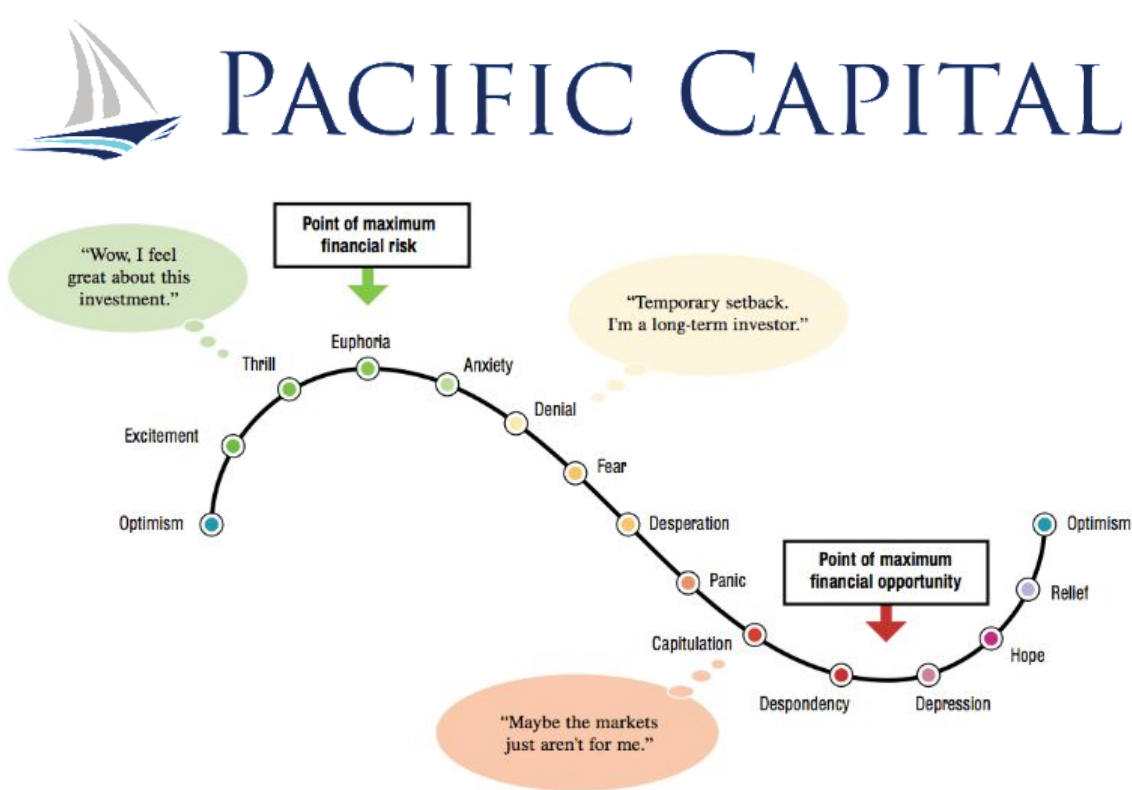 PACIFIC CAPITAL
Point of maximum
financial risk
“Wow, I feel
great about this
investment.”
“Temporary setback.
I'm a long-term investor.”
Euphoria
Thrill
Anxiety
Denial
Excitement
Fear
Optimism
Desperation
Optimism
Point of maximum
financial opportunity
Panic
Relief
Capitulation
Hope
Despondency
Depression
“Maybe the markets
just aren't for me.”